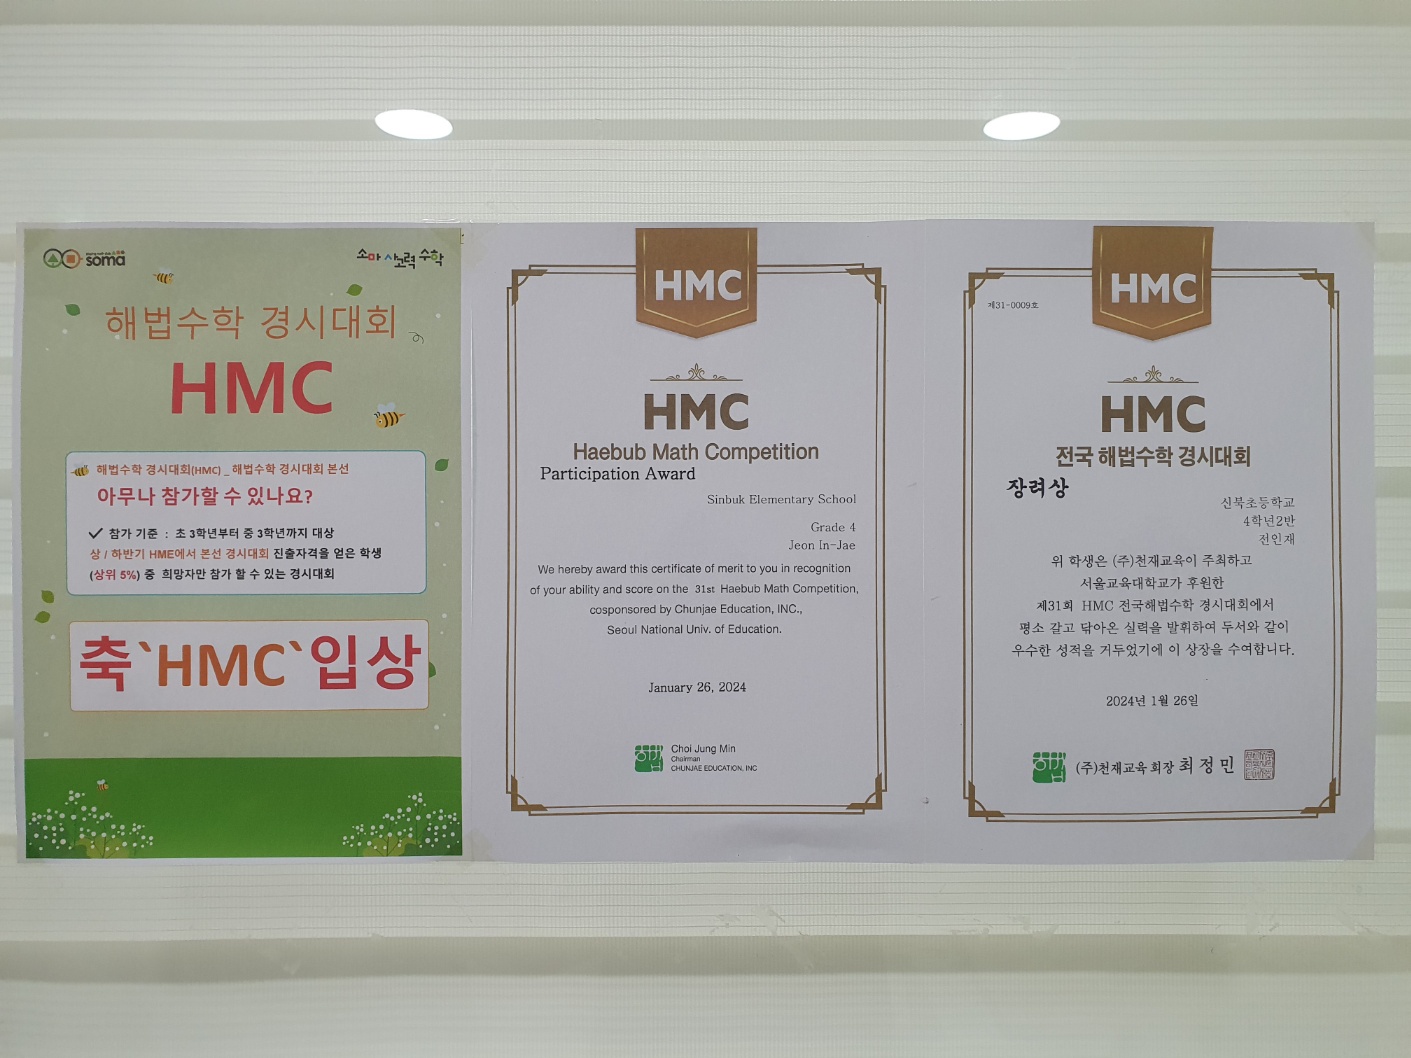 soma
소마 사고력 수학
해법수학 경시대회
HMC
해법수학 경시대회(HMC) _ 해법수학 경시대회 본선
아무나 참가할 수 있나요?
✓ 참가 기준 : 초 3학년부터 중 3학년까지 대상
상 / 하반기 HME에서 본선 경시대회 진출자격을 얻은 학생
(상위 5%) 중 희망자만 참가 할 수 있는 경시대회
축`HMC`입상
HMC
HMC
Haebub Math Competition
Participation Award
Sinbuk Elementary School
Grade 4
Jeon In-Jae
We hereby award this certificate of merit to you in recognition
of your ability and score on the 31st Haebub Math Competition,
cosponsored by Chunjae Education, INC.,
Seoul National Univ. of Education.
January 26, 2024
해법
Choi Jung Min
Chairman
CHUNJAE EDUCATION, INC
HMC
제31-0009호
HMC
전국 해법수학 경시대회
장려상
신북초등학교
4학년2반
전인재
위 학생은 (주)천재교육이 주최하고
서울교육대학교가 후원한
제31회 HMC 전국해법수학 경시대회에서
평소 갈고 닦아온 실력을 발휘하여 두서와 같이
우수한 성적을 거두었기에 이 상장을 수여합니다.
2024년 1월 26일
해법
(주)천재교육 회장 최 정 민